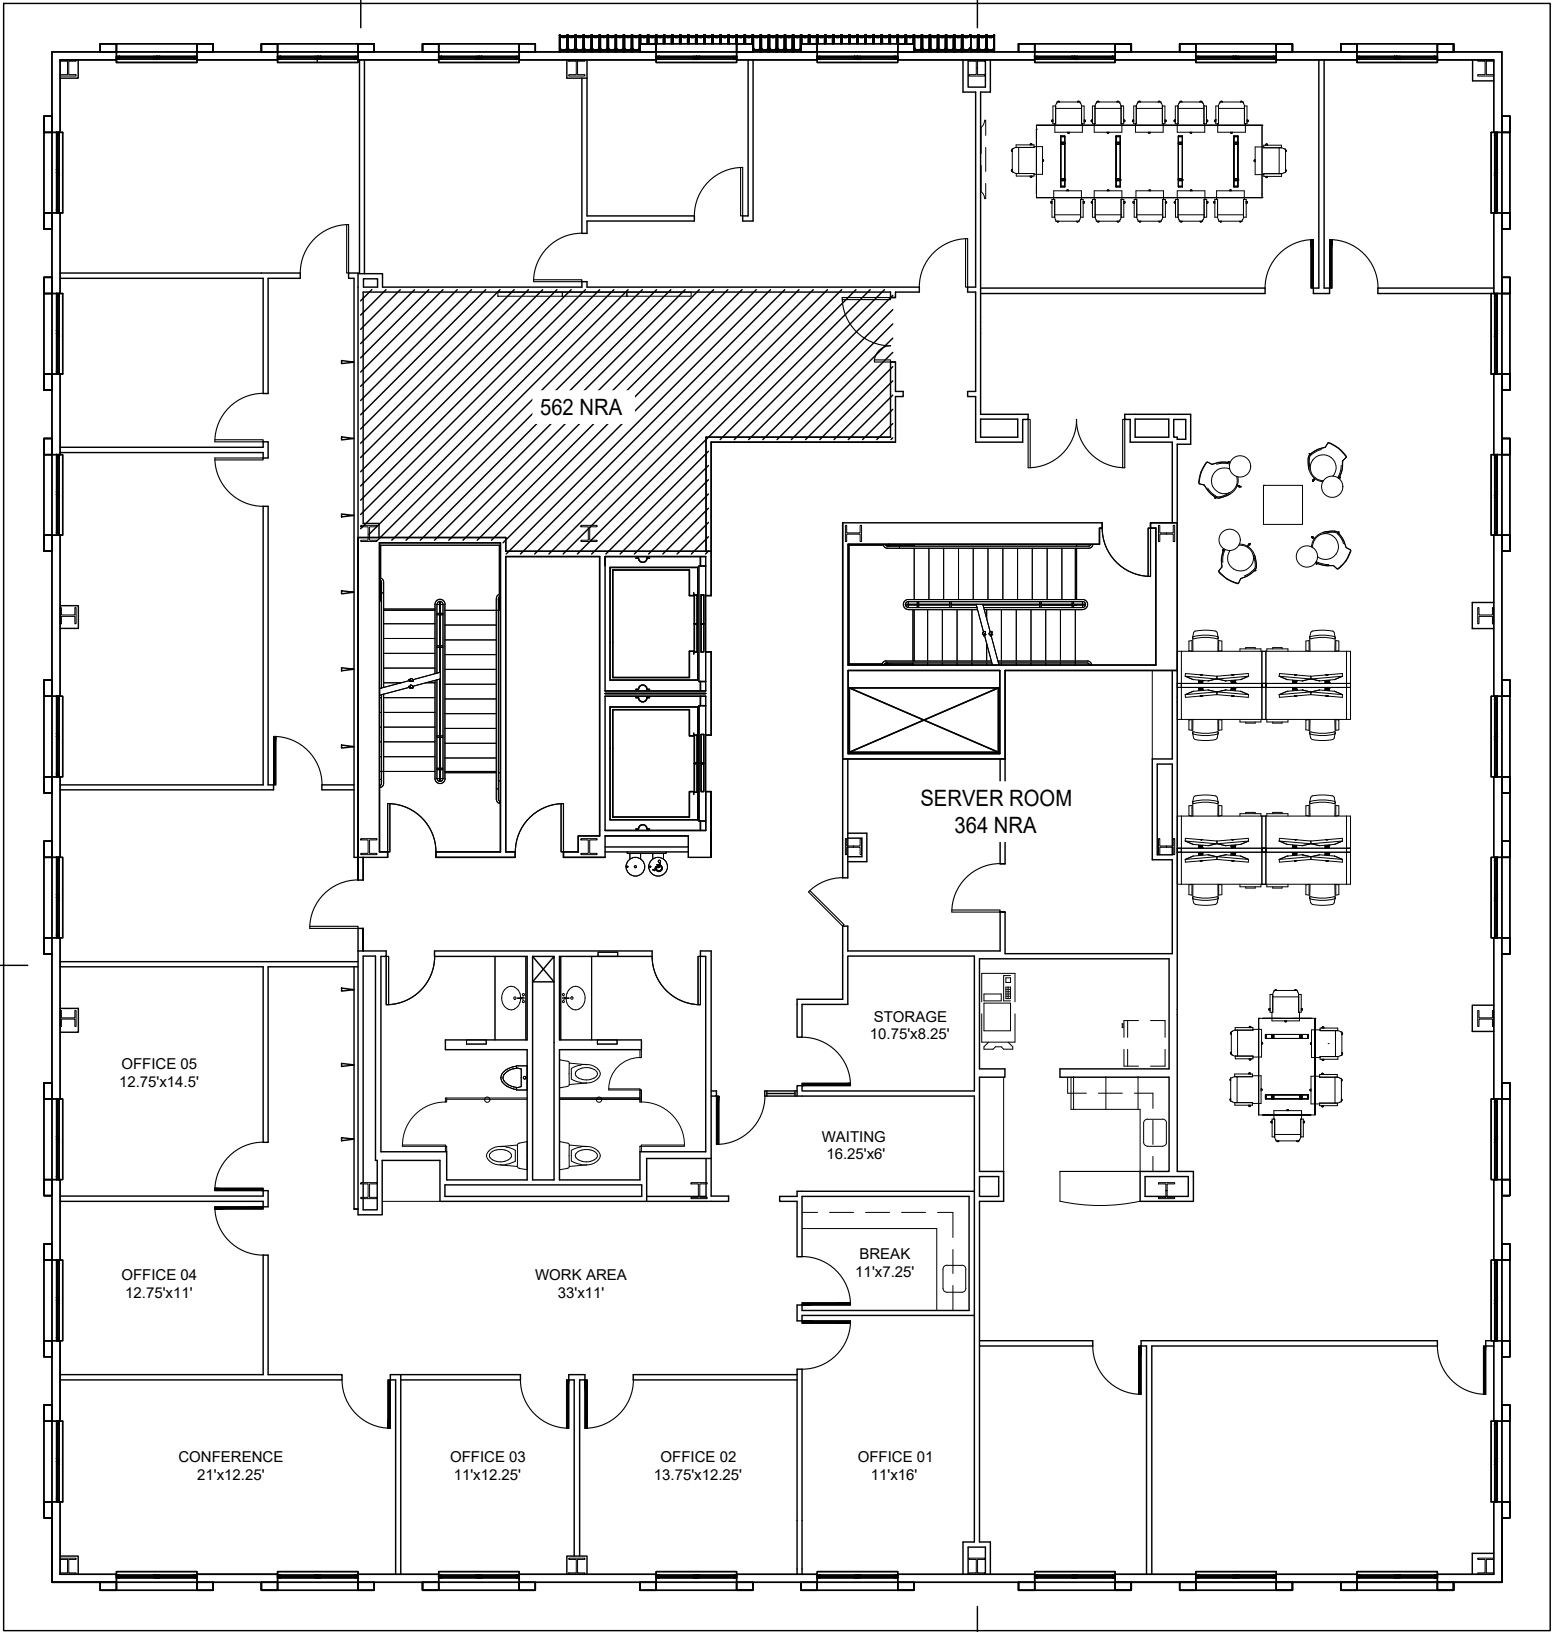 562 NRA
SERVER ROOM
364 NRA
STORAGE
10.75'x8.25'
OFFICE 05
12.75'x14.5'
WAITING
16.25'x6'
BREAK
11'x7.25'
OFFICE 04
12.75'x11'
WORK AREA
33'x11'
CONFERENCE
21'x12.25'
OFFICE 03
11'x12.25'
OFFICE 02
13.75'x12.25'
OFFICE 01
11'x16'